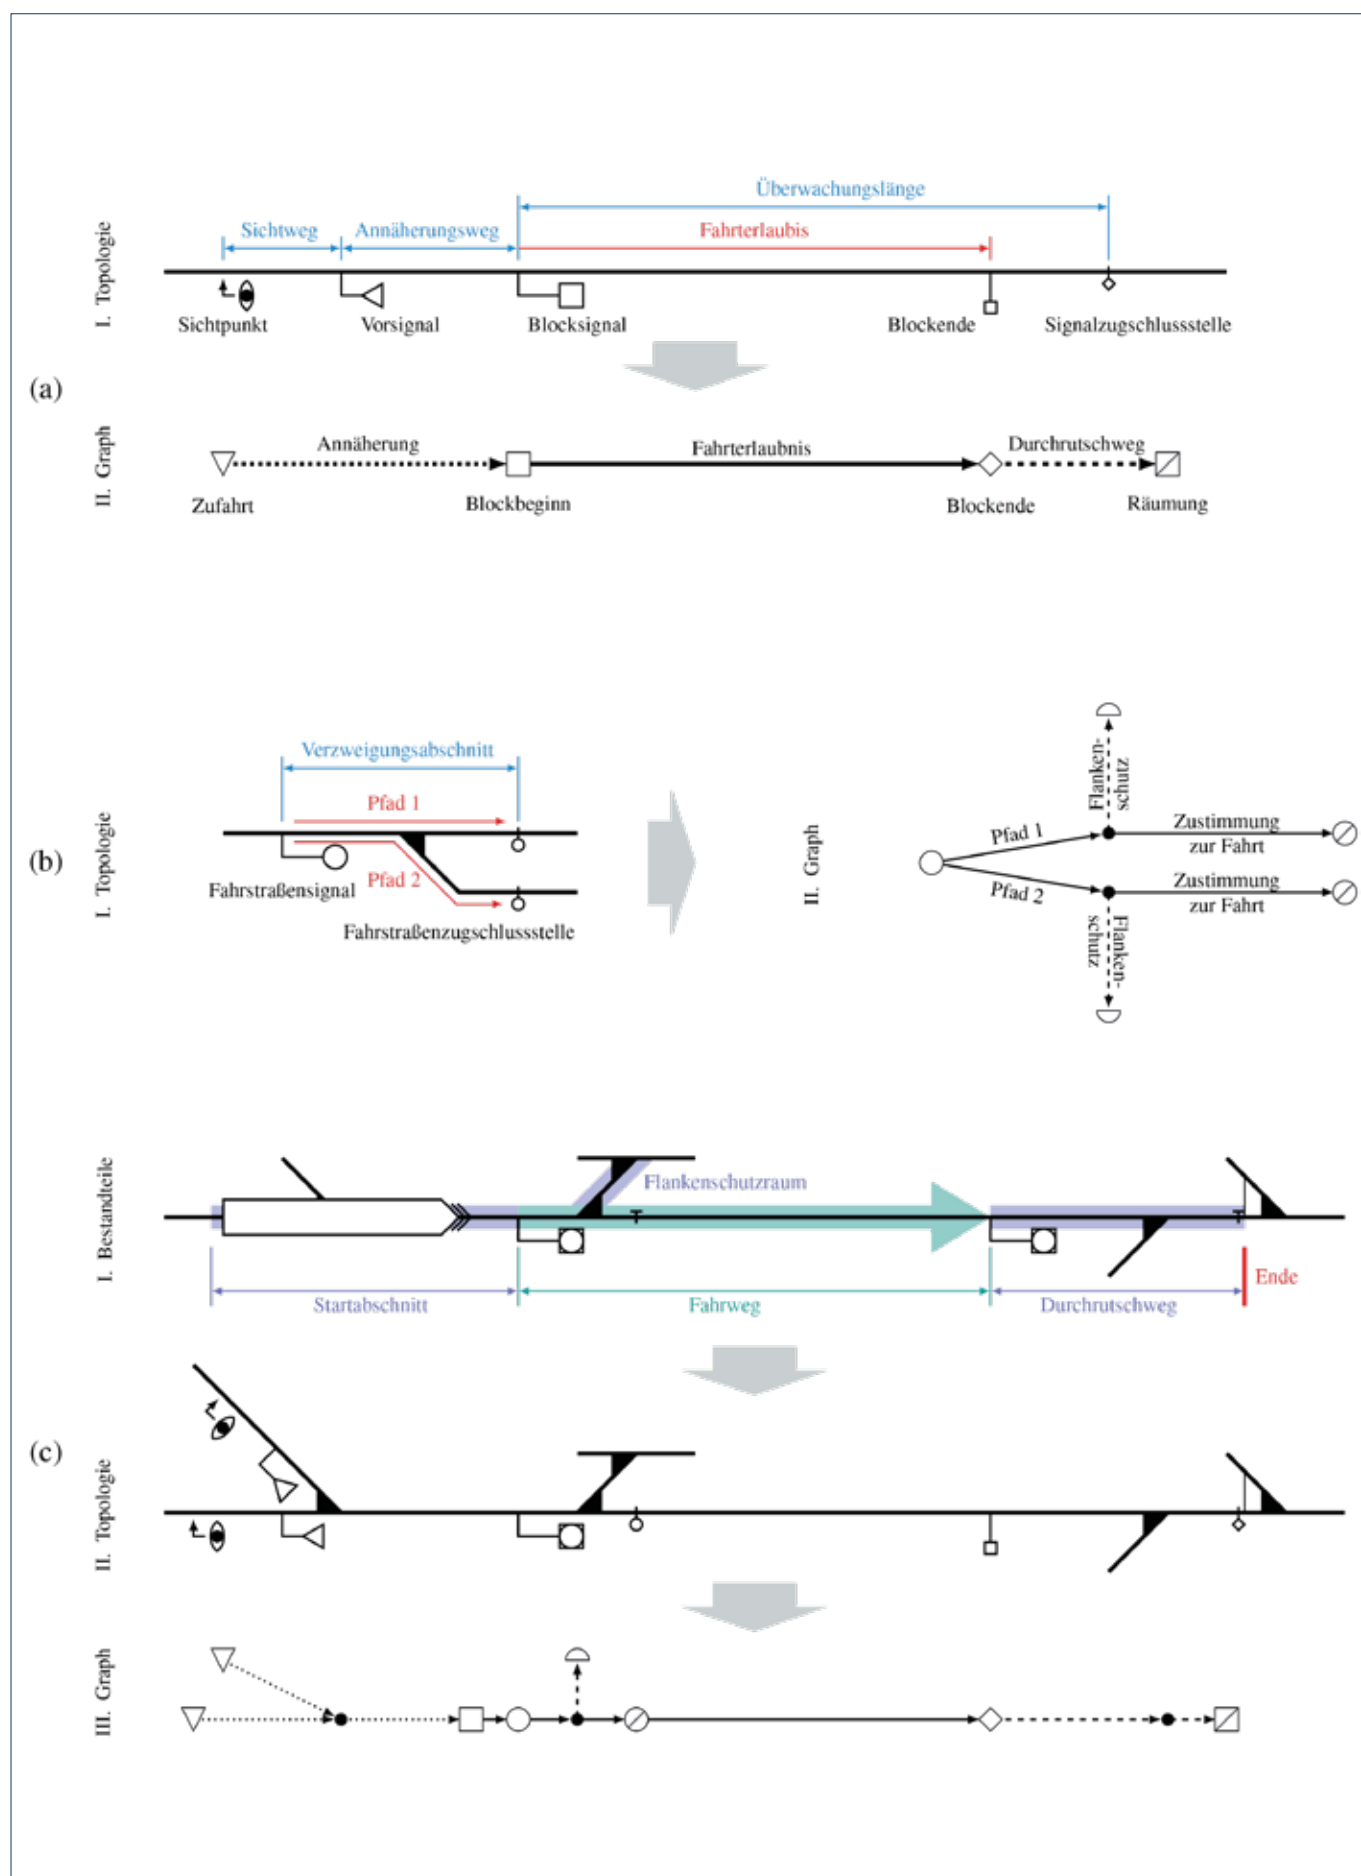 (a)
I. Topologie
Überwachungslänge
Sichtweg
Annäherungsweg
Fahrterlaubis
Sichtpunkt
Vorsignal
Blocksignal
Blockende
Signalzugschlussstelle
II. Graph
Annäherung
Fahrterlaubnis
Durchrutschweg
Zufahrt
Blockbeginn
Blockende
Räumung
(b)
I. Topologie
Verzweigungsabschnitt
Pfad 1
Pfad 2
Fahrstraßensignal
Fahrstraßenzugschlussstelle
II. Graph
Flanken-
schutz
Pfad 1
Zustimmung
zur Fahrt
Pfad 2
Zustimmung
zur Fahrt
Flanken-
schutz
(c)
I. Bestandteile
Flankenschutzraum
Startabschnitt
Fahrweg
Durchrutschweg
Ende
II. Topologie
III. Graph